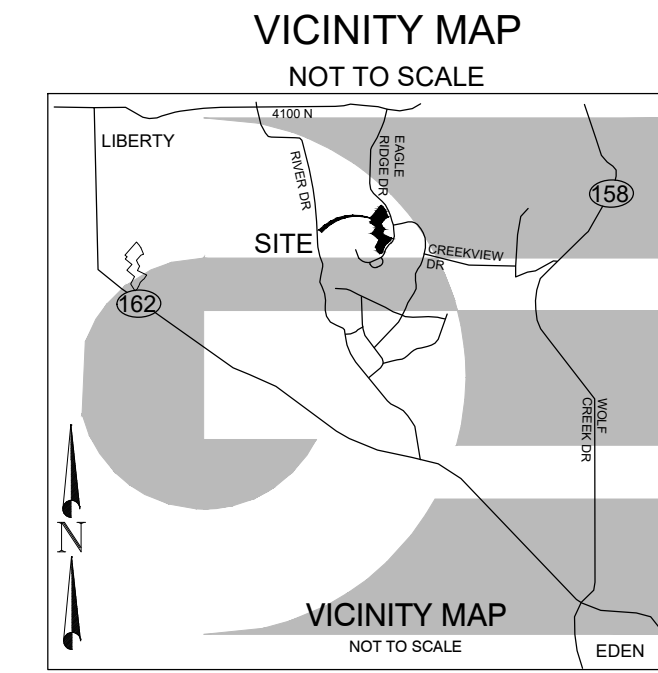 VICINITY MAP
NOT TO SCALE
4100 N
LIBERTY
EAGLE
RIDGE DR
RIVER DR
158
SITE
CREEKVIEW
DR
162
WOLF
CREEK DR
N
VICINITY MAP
NOT TO SCALE
EDEN